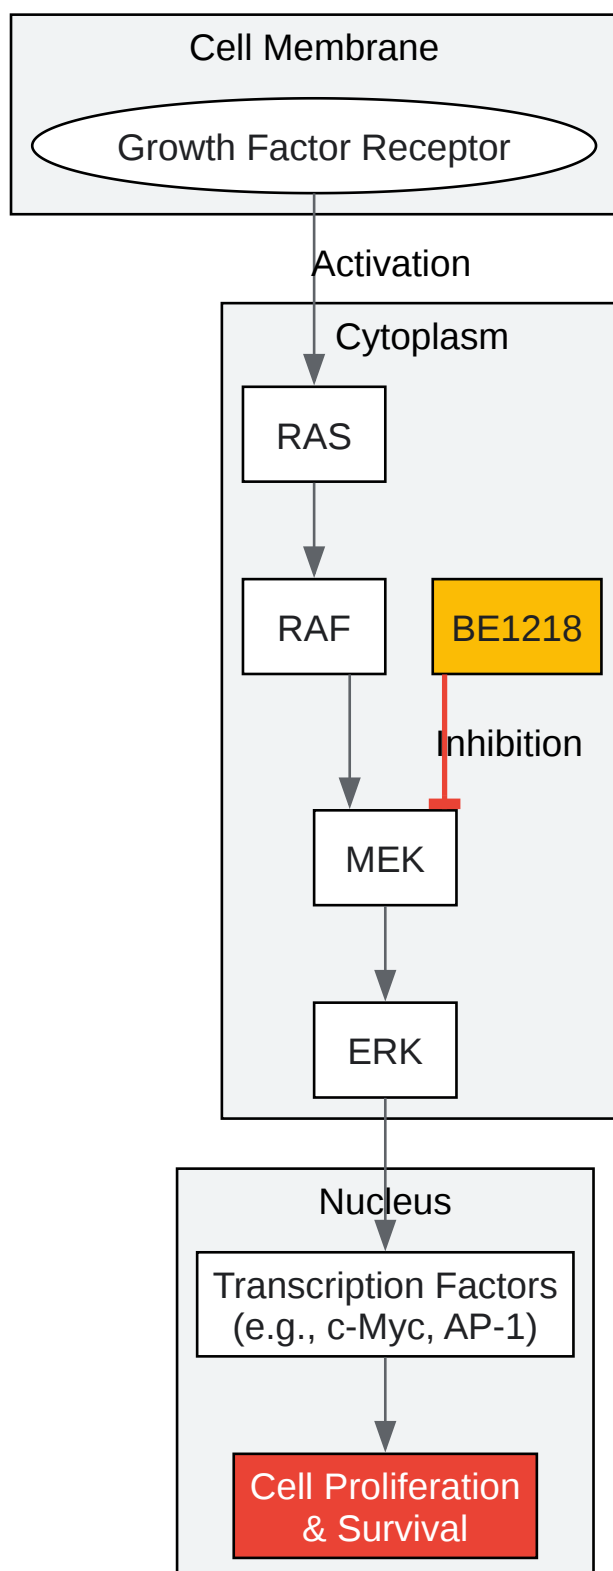 Cell Membrane
Growth Factor Receptor
Activation
Cytoplasm
RAS
RAF
BE1218
Inhibition
MEK
ERK
Nucleus
Transcription Factors
(e.g., c-Myc, AP-1)
Cell Proliferation
& Survival